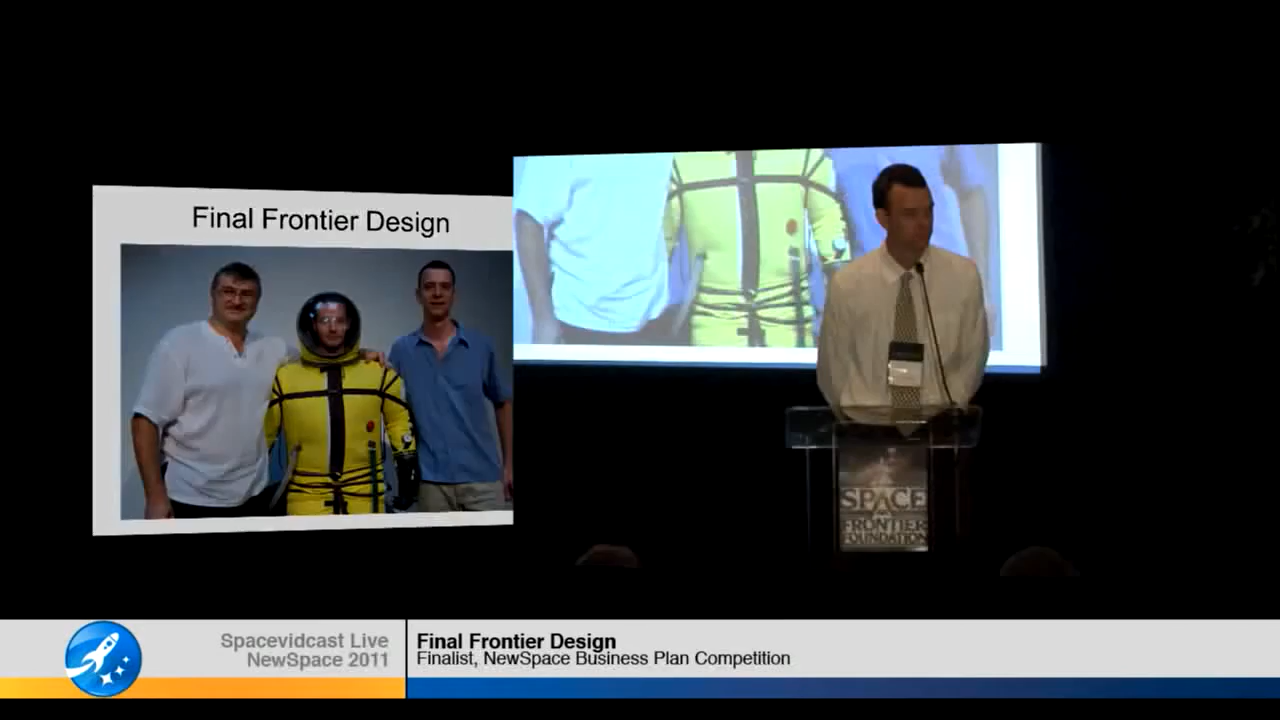 Final Frontier Design
SPACE
FRONTIER
FOUNDATION
Spacevidcast Live
NewSpace 2011
Final Frontier Design
Finalist, NewSpace Business Plan Competition